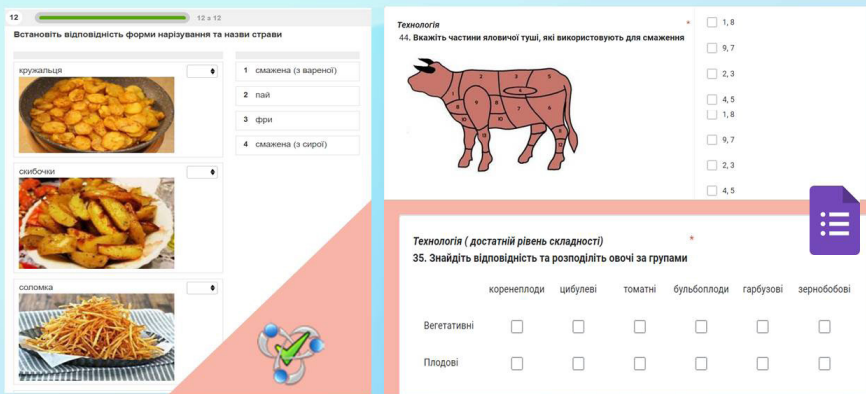 12
12 з 12
Встановіть відповідність форми нарізування та назви страви
кружальця
скибочки
соломка
1 смажена (з вареної)
2 пай
3 фри
4 смажена (з сирої)
Технологія *
44. Вкажіть частини яловичої туші, які використовують для смаження
1, 8
9, 7
2, 3
4, 5
1, 8
9, 7
2, 3
4, 5
Технологія ( достатній рівень складності) *
35. Знайдіть відповідність та розподіліть овочі за групами
коренеплоди цибулеві томатні бульбоплоди гарбузові зернобобові
Вегетативні
Плодові